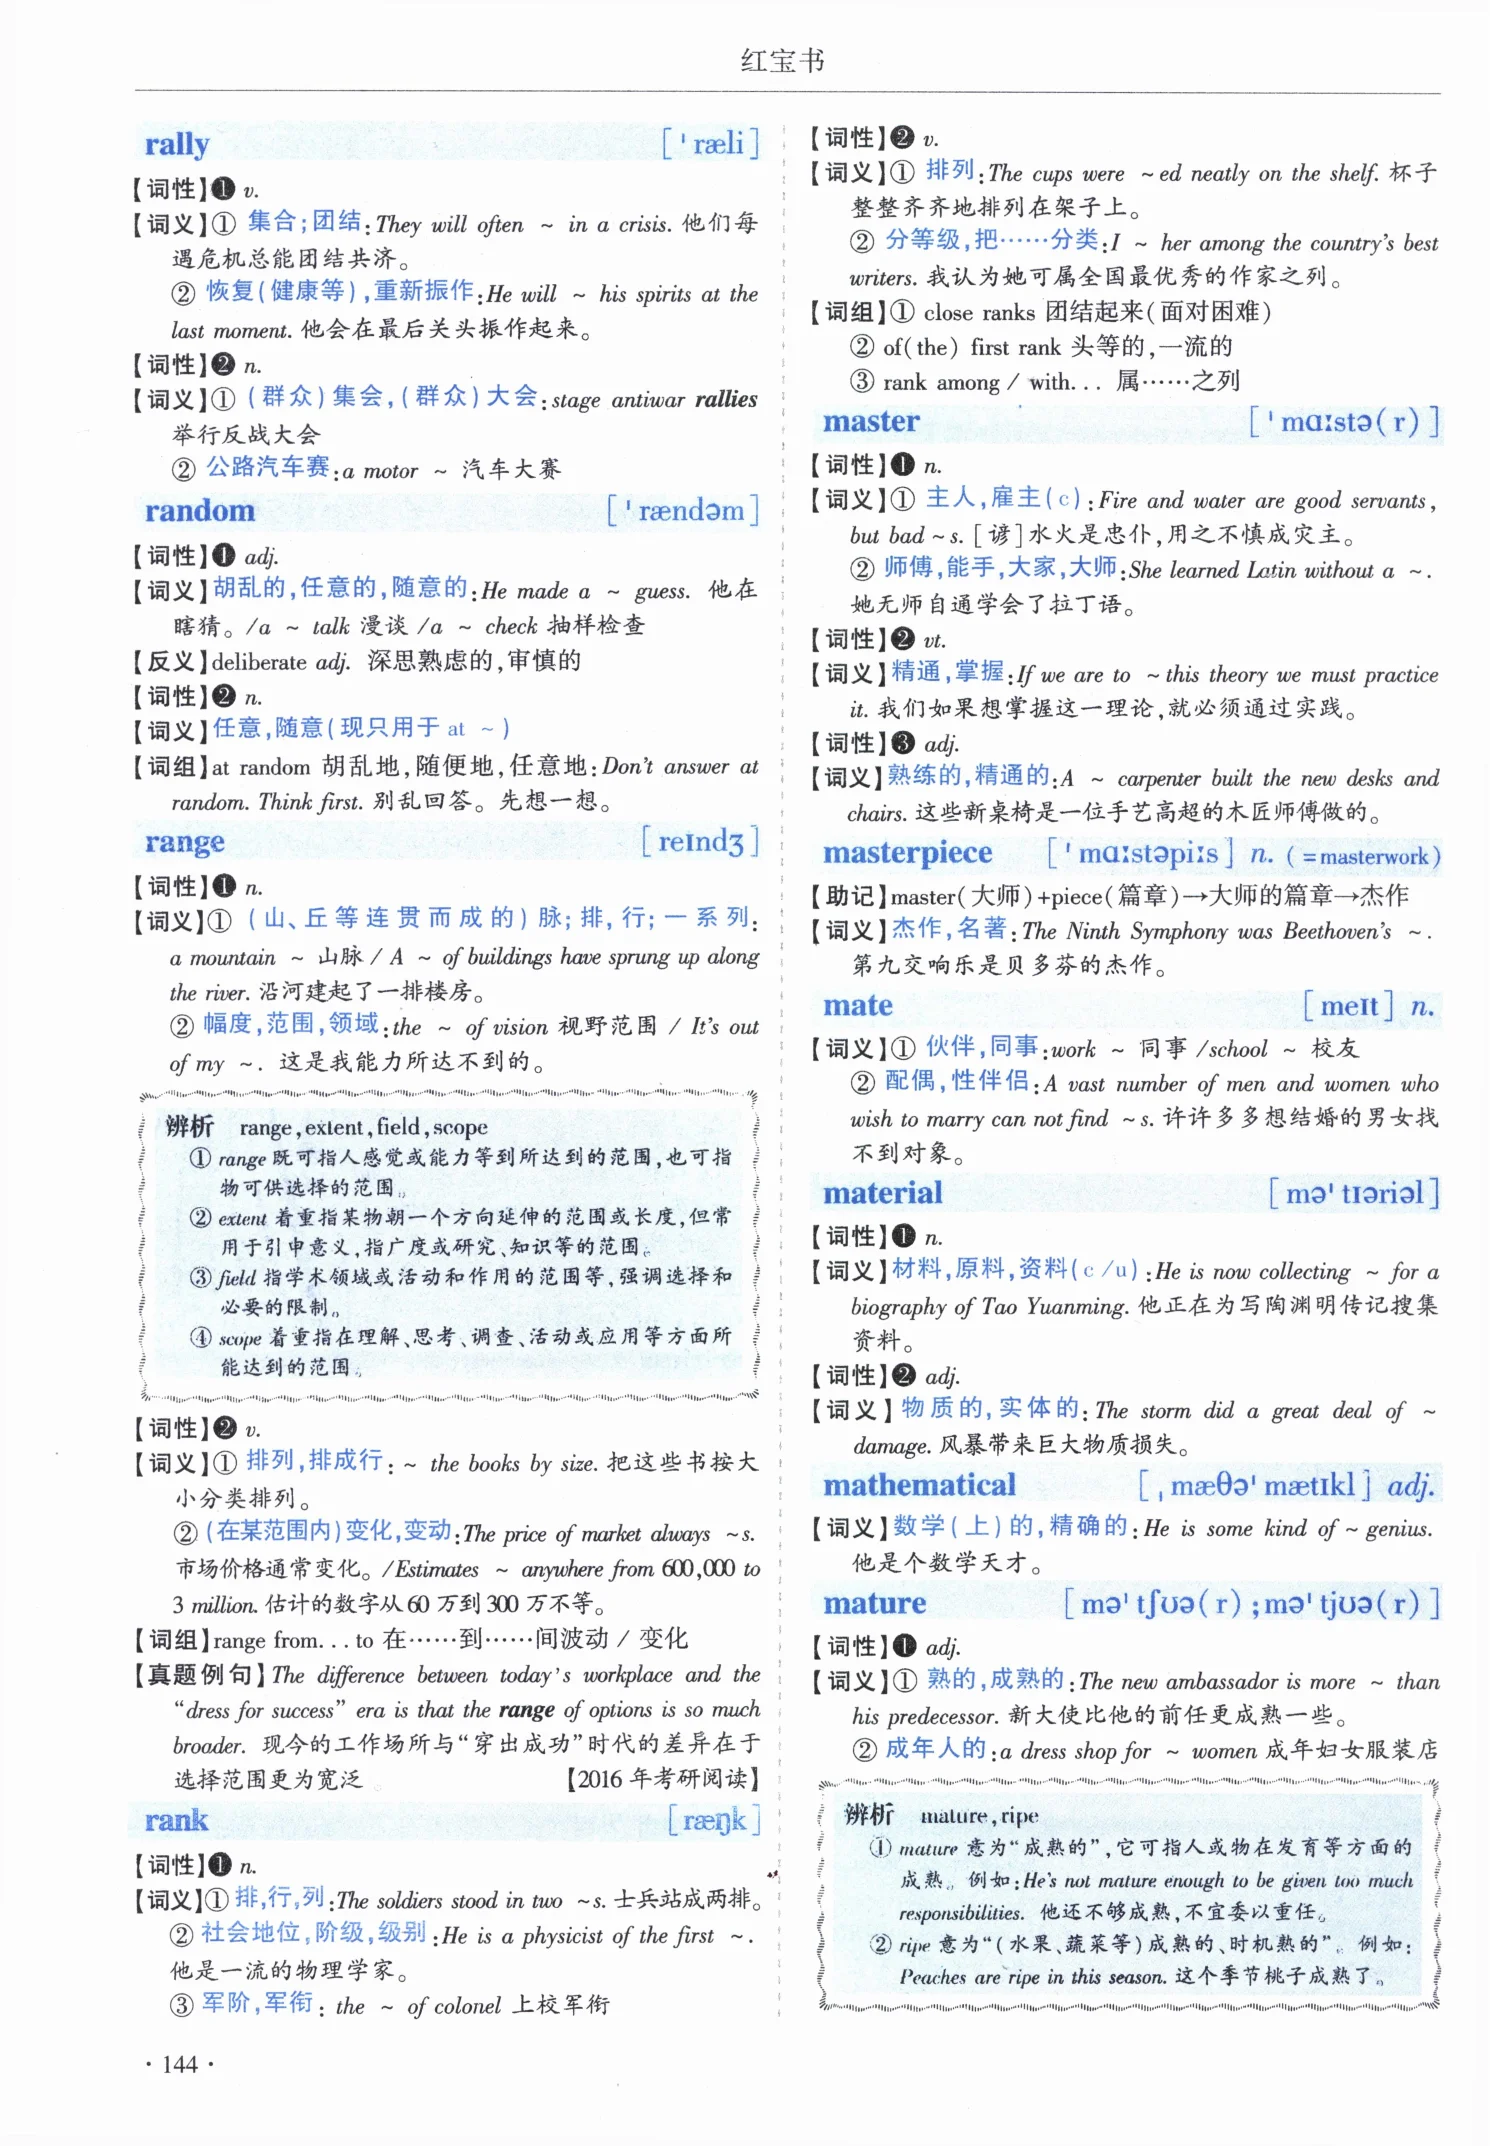 红宝书
rally ['ræli]
【词性】❶ v.
【词义】① 集合;团结:They will often ~ in a crisis. 他们每
遇危机总能团结共济。
② 恢复(健康等),重新振作:He will ~ his spirits at the
last moment. 他会在最后关头振作起来。
【词性】❷ n.
【词义】① (群众)集会,(群众)大会:stage antiwar rallies
举行反战大会
② 公路汽车赛:a motor ~ 汽车大赛
random ['rændəm]
【词性】❶ adj.
【词义】胡乱的,任意的,随意的:He made a ~ guess. 他在
瞎猜。/a ~ talk 漫谈 /a ~ check 抽样检查
【反义】deliberate adj. 深思熟虑的,审慎的
【词性】❷ n.
【词义】任意,随意(现只用于 at ~)
【词组】at random 胡乱地,随便地,任意地:Don't answer at
random. Think first. 别乱回答。先想一想。
range [reɪndʒ]
【词性】❶ n.
【词义】① (山、丘等连贯而成的)脉;排,行;一系列:
a mountain ~ 山脉 / A ~ of buildings have sprung up along
the river. 沿河建起了一排楼房。
② 幅度,范围,领域:the ~ of vision 视野范围 / It's out
of my ~. 这是我能力所达不到的。
辨析 range,extent,field,scope
① range 既可指人感觉或能力等到所达到的范围,也可指
物可供选择的范围。
② extent 着重指某物朝一个方向延伸的范围或长度,但常
用于引申意义,指广度或研究、知识等的范围。
③ field 指学术领域或活动和作用的范围等,强调选择和
必要的限制。
④ scope 着重指在理解、思考、调查、活动或应用等方面所
能达到的范围。
【词性】❷ v.
【词义】① 排列,排成行:~ the books by size. 把这些书按大
小分类排列。
② (在某范围内)变化,变动:The price of market always ~s.
市场价格通常变化。/Estimates ~ anywhere from 600,000 to
3 million. 估计的数字从 60 万到 300 万不等。
【词组】range from...to 在……到……间波动 / 变化
【真题例句】The difference between today's workplace and the
“dress for success” era is that the range of options is so much
broader. 现今的工作场所与“穿出成功”时代的差异在于
选择范围更为宽泛。 【2016 年考研阅读】
rank [ræŋk]
【词性】❶ n.
【词义】① 排,行,列:The soldiers stood in two ~s. 士兵站成两排。
② 社会地位,阶级,级别:He is a physicist of the first ~.
他是一流的物理学家。
③ 军阶,军衔:the ~ of colonel 上校军衔
· 144 ·
【词性】❷ v.
【词义】① 排列:The cups were ~ed neatly on the shelf. 杯子
整整齐齐地排列在架子上。
② 分等级,把……分类:I ~ her among the country's best
writers. 我认为她可属全国最优秀的作家之列。
【词组】① close ranks 团结起来(面对困难)
② of(the) first rank 头等的,一流的
③ rank among / with... 属……之列
master ['mɑːstə(r)]
【词性】❶ n.
【词义】① 主人,雇主(c):Fire and water are good servants,
but bad ~s. [谚]水火是忠仆,用之不慎成灾主。
② 师傅,能手,大家,大师:She learned Latin without a ~.
她无师自通学会了拉丁语。
【词性】❷ vt.
【词义】精通,掌握:If we are to ~ this theory we must practice
it. 我们如果想掌握这一理论,就必须通过实践。
【词性】❸ adj.
【词义】熟练的,精通的:A ~ carpenter built the new desks and
chairs. 这些新桌椅是一位手艺高超的木匠师傅做的。
masterpiece ['mɑːstəpiːs] n. (=masterwork)
【助记】master(大师)+piece(篇章)→大师的篇章→杰作
【词义】杰作,名著:The Ninth Symphony was Beethoven's ~.
第九交响乐是贝多芬的杰作。
mate [meɪt] n.
【词义】① 伙伴,同事:work ~ 同事 /school ~ 校友
② 配偶,性伴侣:A vast number of men and women who
wish to marry can not find ~s. 许许多多想结婚的男女找
不到对象。
material [mə'tɪəriəl]
【词性】❶ n.
【词义】材料,原料,资料(c/u):He is now collecting ~ for a
biography of Tao Yuanming. 他正在为写陶渊明传记搜集
资料。
【词性】❷ adj.
【词义】物质的,实体的:The storm did a great deal of ~
damage. 风暴带来巨大物质损失。
mathematical [ˌmæθə'mætɪkl] adj.
【词义】数学(上)的,精确的:He is some kind of ~ genius.
他是个数学天才。
mature [mə'tʃʊə(r);mə'tjʊə(r)]
【词性】❶ adj.
【词义】① 熟的,成熟的:The new ambassador is more ~ than
his predecessor. 新大使比他的前任更成熟一些。
② 成年人的:a dress shop for ~ women 成年妇女服装店
辨析 mature,ripe
① mature 意为“成熟的”,它可指人或物在发育等方面的
成熟。例如:He's not mature enough to be given too much
responsibilities. 他还不够成熟,不宜委以重任。
② ripe 意为“(水果、蔬菜等)成熟的、时机熟的”。例如:
Peaches are ripe in this season. 这个季节桃子成熟了。